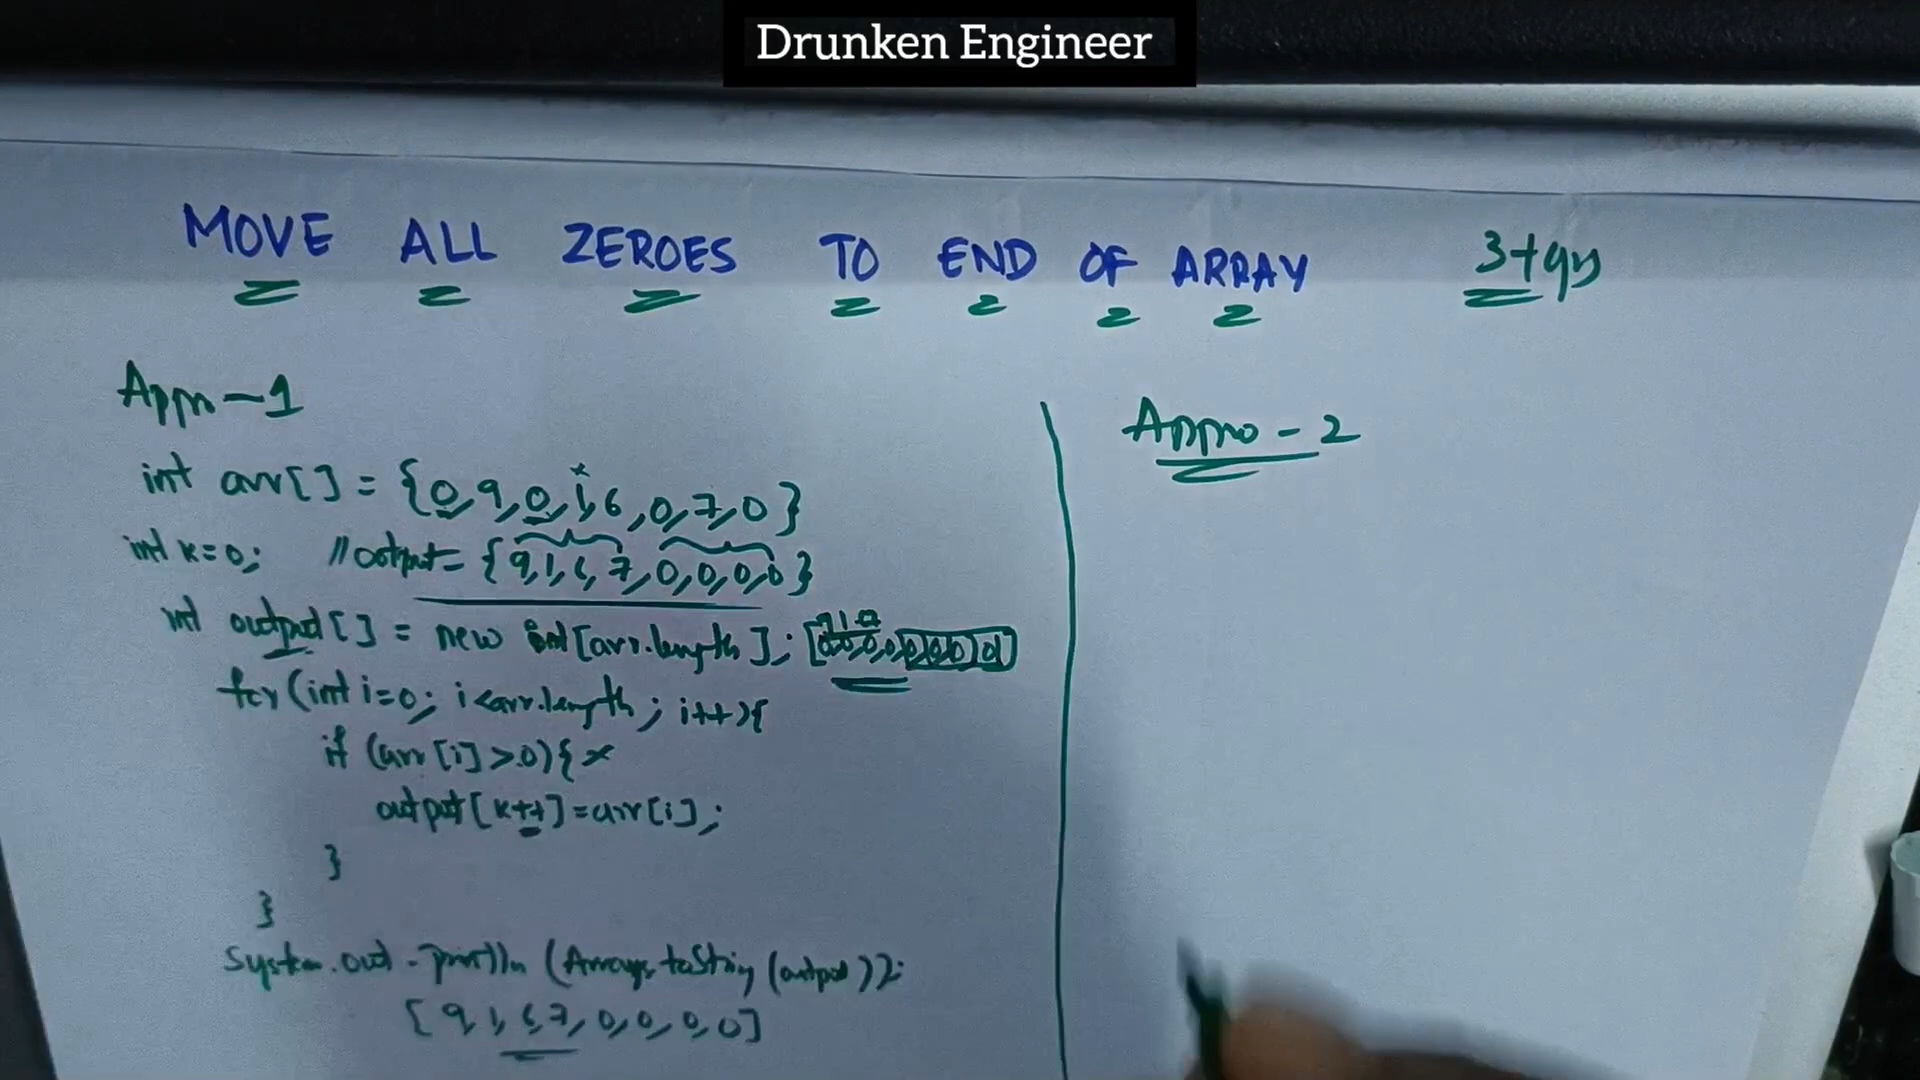 Drunken Engineer
MOVE ALL ZEROES TO END OF ARRAY 3+yrs
Appro-1
int arr[] = {0,9,0,1,6,0,7,0}
int k=0; //output= {9,1,6,7,0,0,0,0}
int output[] = new int[arr.length];
for(int i=0; i<arr.length; i++){
if (arr[i]>0){
output[k++]=arr[i];
}
}
System.out.println(Arrays.toString(output));
[9,1,6,7,0,0,0,0]
Appro-2